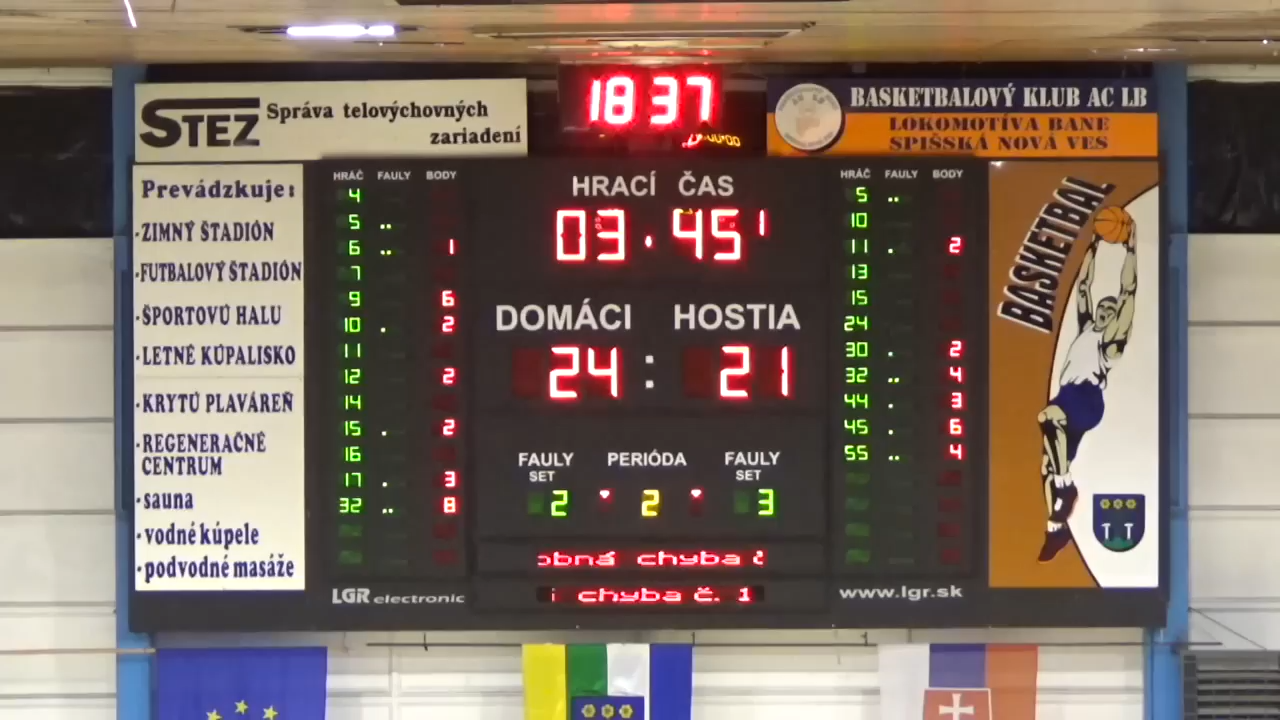 18 37
STEZ Správa telovýchovných
zariadení
BASKETBALOVÝ KLUB AC LB
LOKOMOTÍVA BANE
SPIŠSKÁ NOVÁ VES
Prevádzkuje:
·ZIMNÝ ŠTADIÓN
·FUTBALOVÝ ŠTADIÓN
·ŠPORTOVÚ HALU
·LETNÉ KÚPALISKO
·KRYTÚ PLAVÁREŇ
·REGENERAČNÉ
CENTRUM
·sauna
·vodné kúpele
·podvodné masáže
HRÁČ FAULY BODY
4
5 ..
6 .. 1
7
9 6
10 . 2
11
12 2
14
15 . 2
16
17 . 3
32 .. 8
LGR electronic
HRACÍ ČAS
03.45
DOMÁCI HOSTIA
24 : 21
FAULY PERIÓDA FAULY
SET SET
2 2 3
obná chyba č
i chyba č. 1
HRÁČ FAULY BODY
5 ..
10
11 . 2
13
15
24
30 . 2
32 .. 4
44 . 3
45 . 6
55 .. 4
www.lgr.sk
BASKETBAL